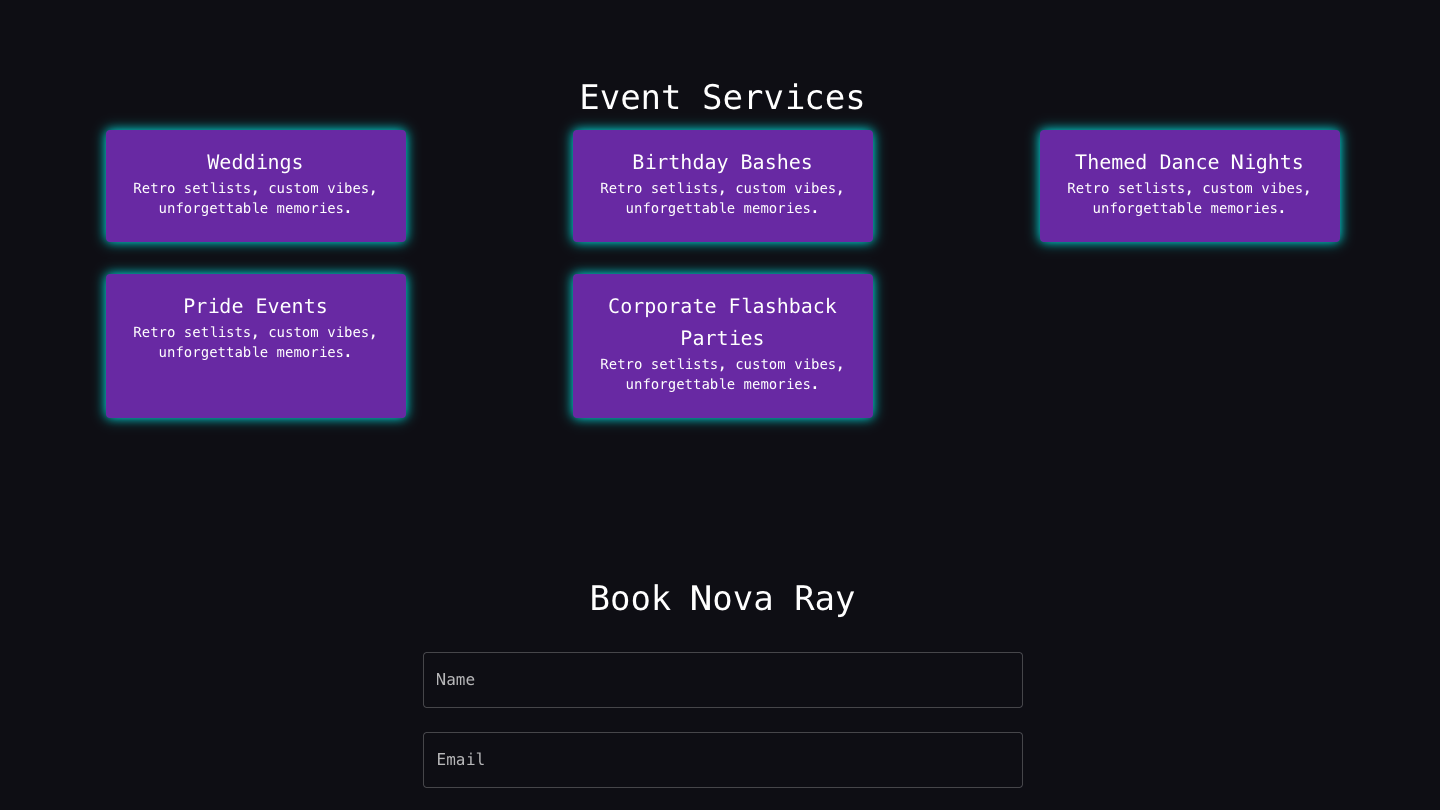 Event Services
Weddings
Retro setlists, custom vibes,
unforgettable memories.
Birthday Bashes
Retro setlists, custom vibes,
unforgettable memories.
Themed Dance Nights
Retro setlists, custom vibes,
unforgettable memories.
Pride Events
Retro setlists, custom vibes,
unforgettable memories.
Corporate Flashback
Parties
Retro setlists, custom vibes,
unforgettable memories.
Book Nova Ray
Name
Email